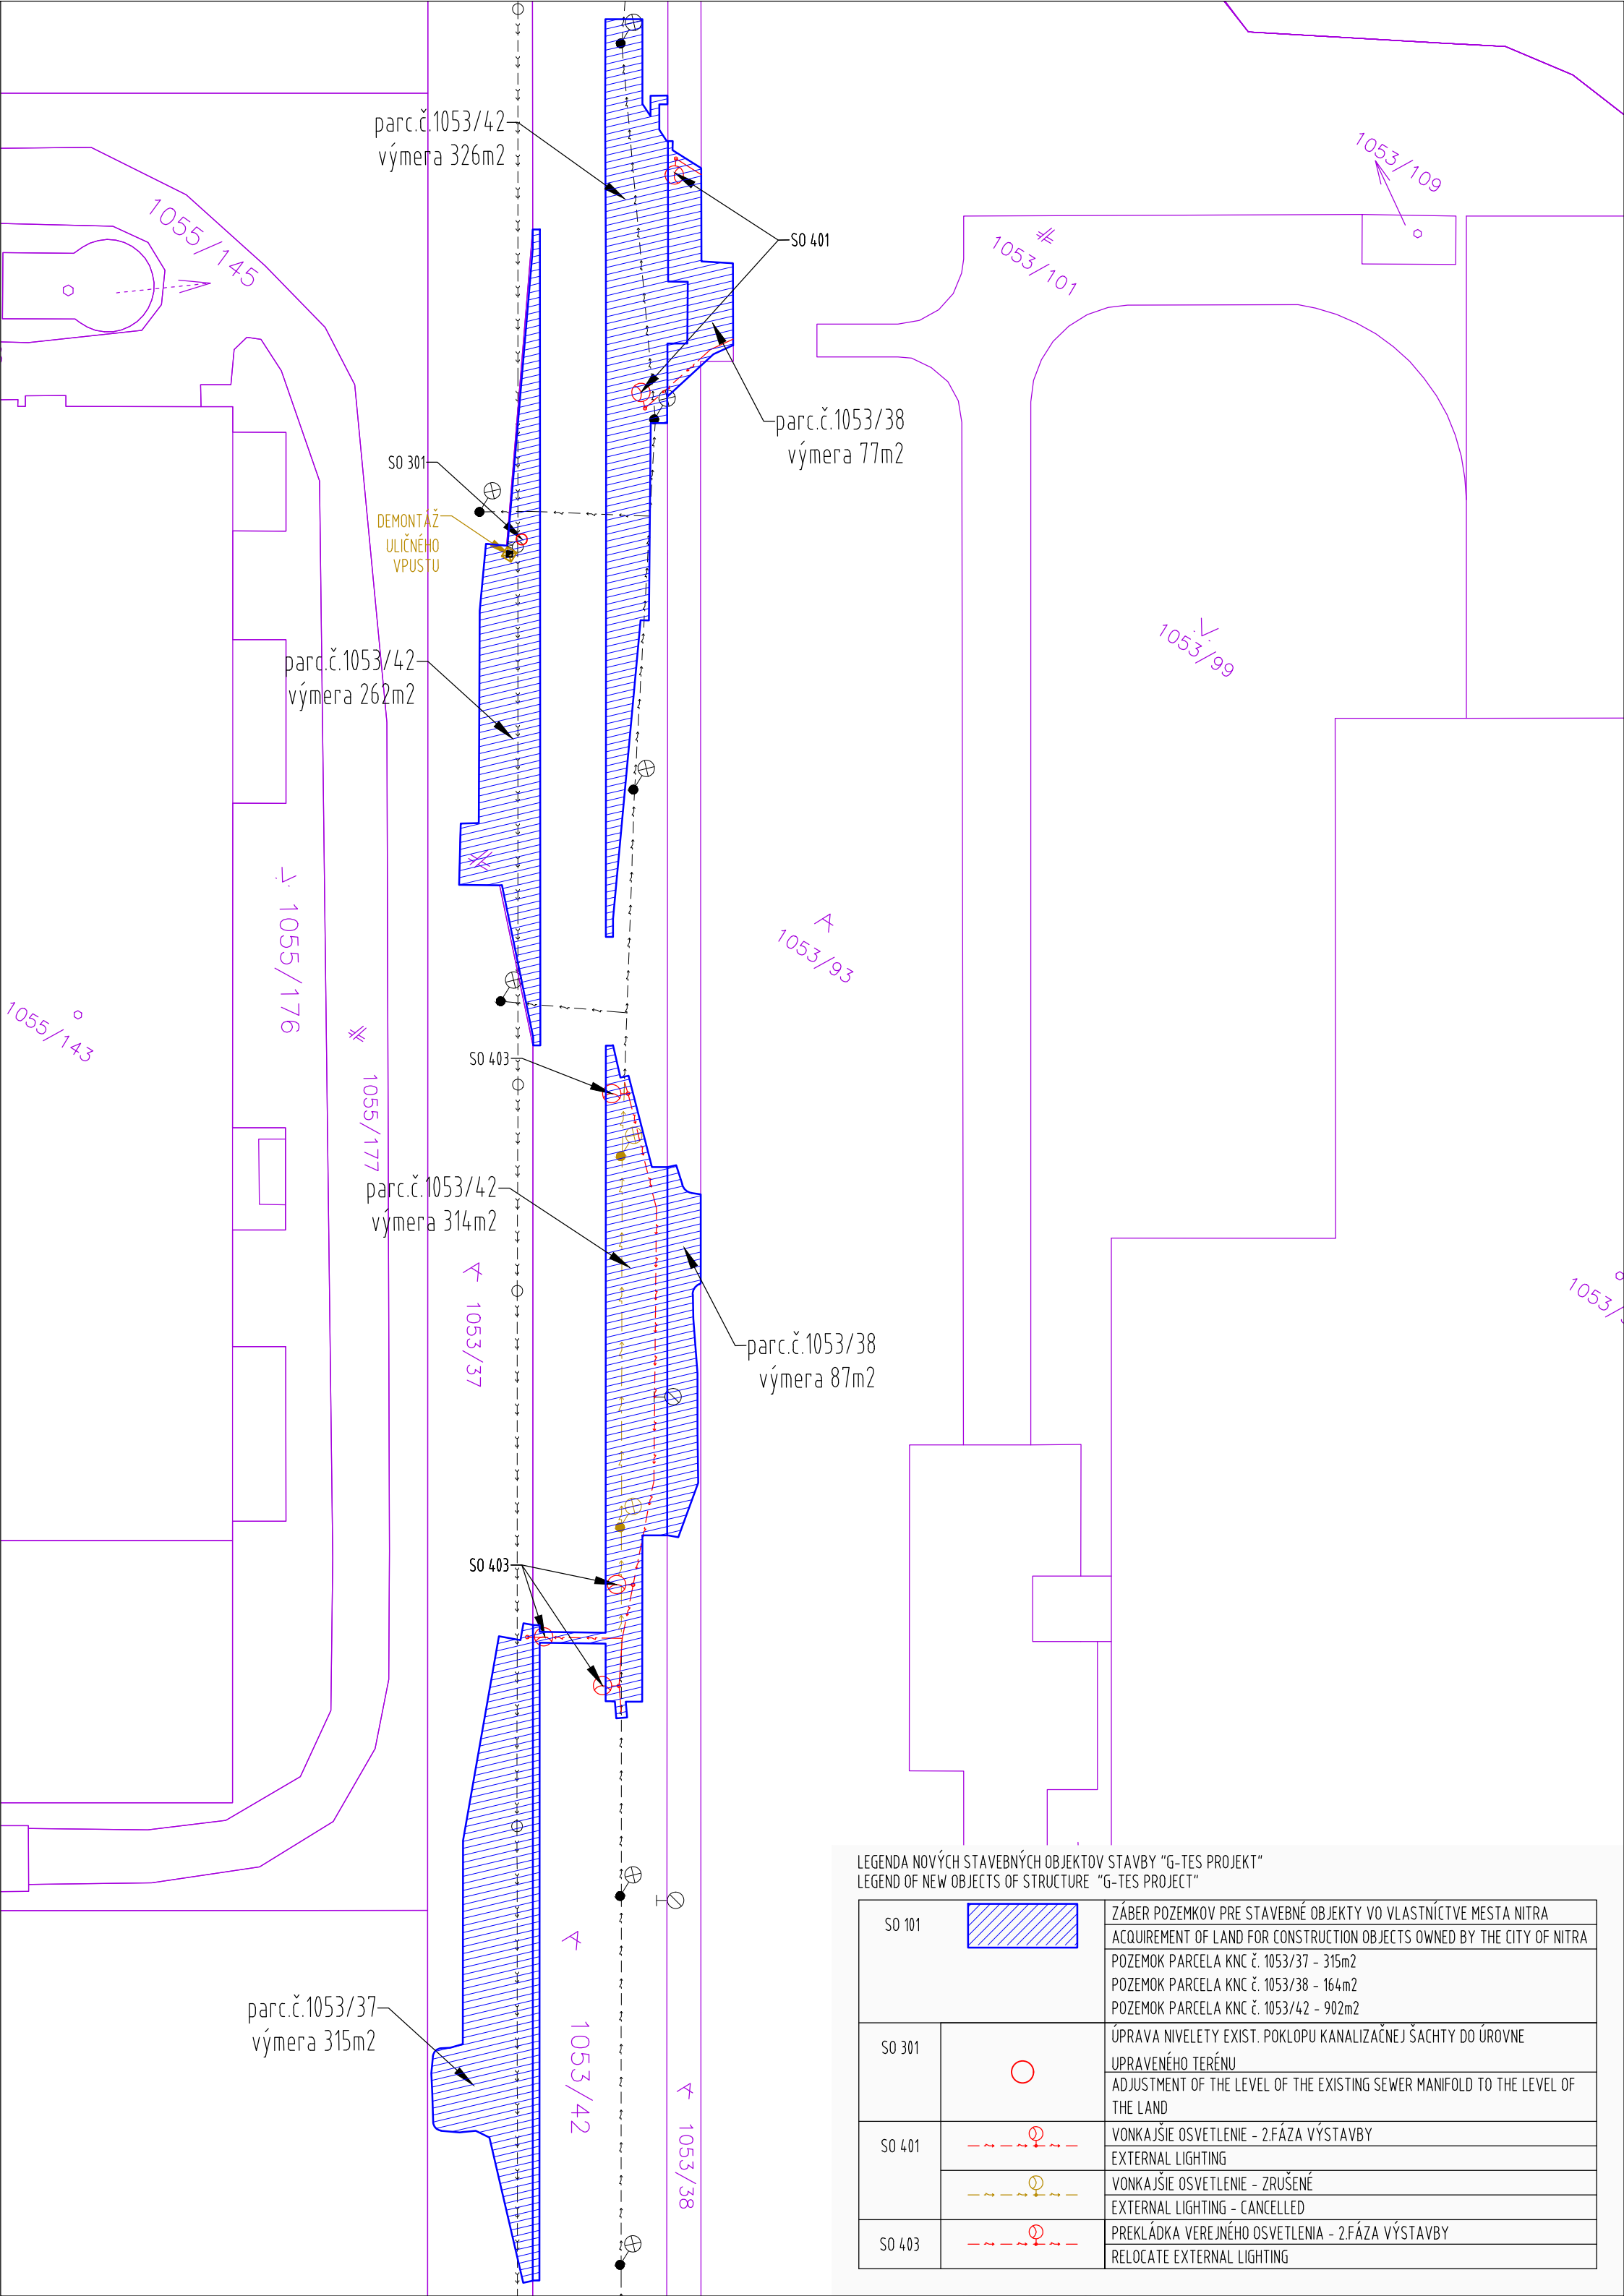 parc.č.1053/42
výmera 326m2
1053/109
1055/145
SO 401
1053/101
parc.č.1053/38
výmera 77m2
SO 301
DEMONTÁŽ
ULIČNÉHO
VPUSTU
1053/99
parc.č.1053/42
výmera 262m2
1055/176
1053/93
1055/143
SO 403
1055/177
parc.č.1053/42
výmera 314m2
1053/37
parc.č.1053/38
výmera 87m2
SO 403
parc.č.1053/37
výmera 315m2
1053/42
1053/38
LEGENDA NOVÝCH STAVEBNÝCH OBJEKTOV STAVBY "G-TES PROJEKT"
LEGEND OF NEW OBJECTS OF STRUCTURE "G-TES PROJECT"
SO 101
ZÁBER POZEMKOV PRE STAVEBNÉ OBJEKTY VO VLASTNÍCTVE MESTA NITRA
ACQUIREMENT OF LAND FOR CONSTRUCTION OBJECTS OWNED BY THE CITY OF NITRA
POZEMOK PARCELA KNC č. 1053/37 - 315m2
POZEMOK PARCELA KNC č. 1053/38 - 164m2
POZEMOK PARCELA KNC č. 1053/42 - 902m2
SO 301
ÚPRAVA NIVELETY EXIST. POKLOPU KANALIZAČNEJ ŠACHTY DO ÚROVNE
UPRAVENÉHO TERÉNU
ADJUSTMENT OF THE LEVEL OF THE EXISTING SEWER MANIFOLD TO THE LEVEL OF
THE LAND
SO 401
VONKAJŠIE OSVETLENIE - 2.FÁZA VÝSTAVBY
EXTERNAL LIGHTING
VONKAJŠIE OSVETLENIE - ZRUŠENÉ
EXTERNAL LIGHTING - CANCELLED
SO 403
PREKLÁDKA VEREJNÉHO OSVETLENIA - 2.FÁZA VÝSTAVBY
RELOCATE EXTERNAL LIGHTING